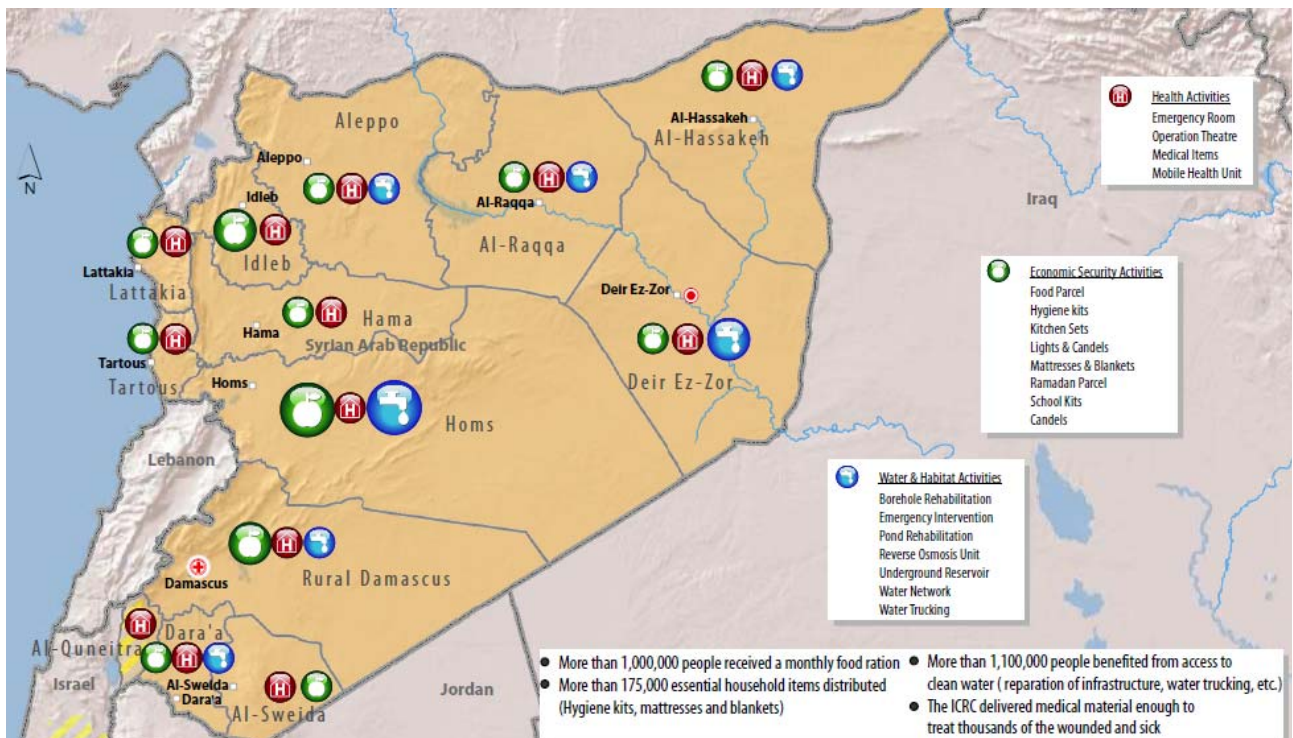 Aleppo
Al-Hassakeh
Al-Hassakeh
Aleppo
N
Idleb
Al-Raqqa
Iraq
Al-Raqqa
Idleb
Lattakia
Lattakia
Deir Ez-Zor
Hama
Hama
Syrian Arab Republic
Tartous
Tartous
Homs
Deir Ez-Zor
Homs
Lebanon
Damascus
Rural Damascus
Dara'a
Al-Quneitra
Israel
Al-Sweida
Dara'a
Al-Sweida
Jordan
H Health Activities
Emergency Room
Operation Theatre
Medical Items
Mobile Health Unit
Economic Security Activities
Food Parcel
Hygiene kits
Kitchen Sets
Lights & Candels
Mattresses & Blankets
Ramadan Parcel
School Kits
Candels
Water & Habitat Activities
Borehole Rehabilitation
Emergency Intervention
Pond Rehabilitation
Reverse Osmosis Unit
Underground Reservoir
Water Network
Water Trucking
• More than 1,000,000 people received a monthly food ration
• More than 175,000 essential household items distributed
(Hygiene kits, mattresses and blankets)
• More than 1,100,000 people benefited from access to
clean water ( reparation of infrastructure, water trucking, etc.)
• The ICRC delivered medical material enough to
treat thousands of the wounded and sick